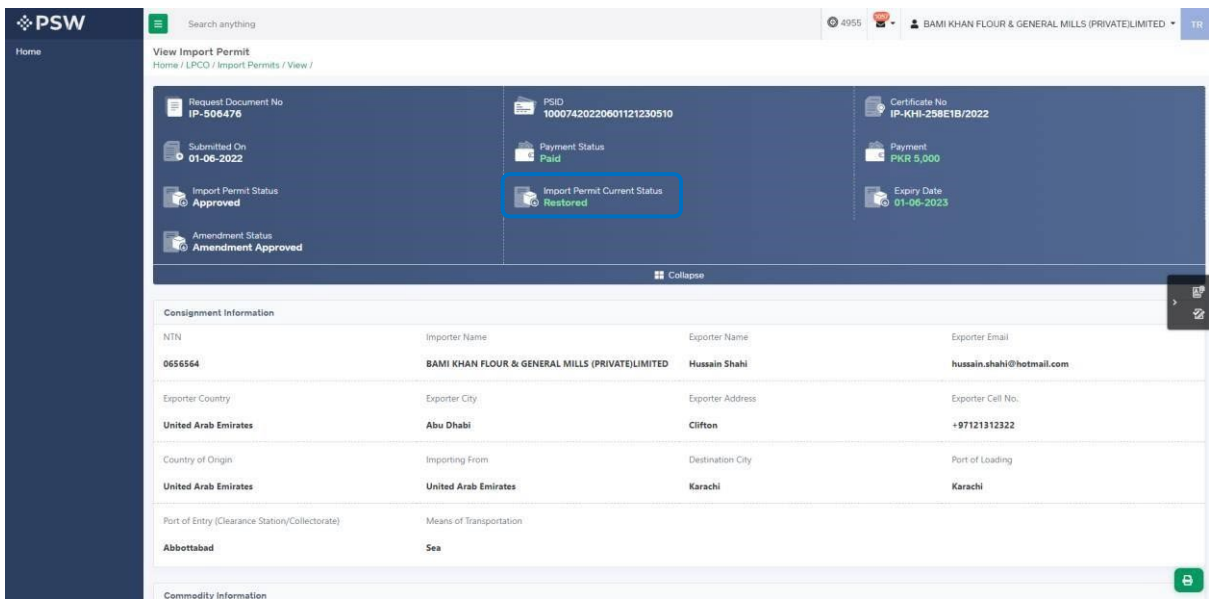 PSW
Search anything
4955
BAMI KHAN FLOUR & GENERAL MILLS (PRIVATE)LIMITED
TR
Home
View Import Permit
Home / LPCO / Import Permits / View /
Request Document No
IP-506476
PSID
10007420220601121230510
Certificate No
IP-KHI-258E1B/2022
Submitted On
01-06-2022
Payment Status
Paid
Payment
PKR 5,000
Import Permit Status
Approved
Import Permit Current Status
Restored
Expiry Date
01-06-2023
Amendment Status
Amendment Approved
Collapse
Consignment Information
NTN
Importer Name
Exporter Name
Exporter Email
0656564
BAMI KHAN FLOUR & GENERAL MILLS (PRIVATE)LIMITED
Hussain Shahi
hussain.shahi@hotmail.com
Exporter Country
Exporter City
Exporter Address
Exporter Cell No.
United Arab Emirates
Abu Dhabi
Clifton
+97121312322
Country of Origin
Importing From
Destination City
Port of Loading
United Arab Emirates
United Arab Emirates
Karachi
Karachi
Port of Entry (Clearance Station/Collectorate)
Means of Transportation
Abbottabad
Sea
Commodity Information